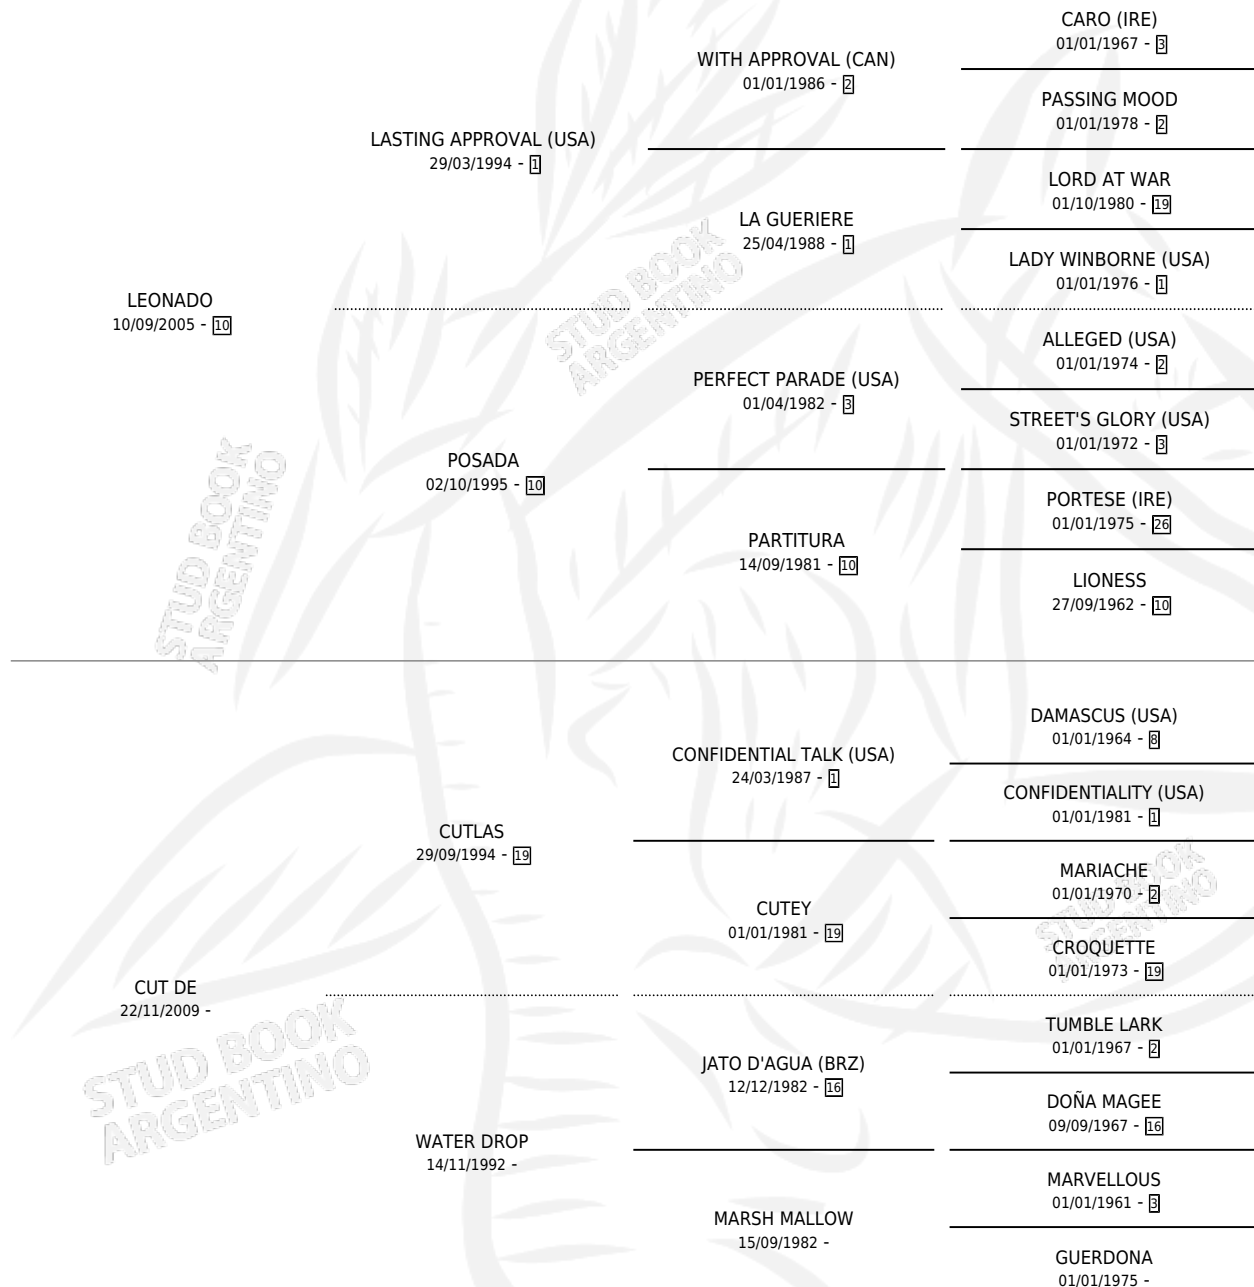 CARO (IRE)
01/01/1967 - 3
WITH APPROVAL (CAN)
01/01/1986 - 2
PASSING MOOD
01/01/1978 - 2
LASTING APPROVAL (USA)
29/03/1994 - 1
LORD AT WAR
01/10/1980 - 19
LA GUERIERE
25/04/1988 - 1
LADY WINBORNE (USA)
01/01/1976 - 1
LEONADO
10/09/2005 - 10
ALLEGED (USA)
01/01/1974 - 2
PERFECT PARADE (USA)
01/04/1982 - 3
STREET'S GLORY (USA)
01/01/1972 - 3
POSADA
02/10/1995 - 10
PORTESE (IRE)
01/01/1975 - 26
PARTITURA
14/09/1981 - 10
LIONESS
27/09/1962 - 10
DAMASCUS (USA)
01/01/1964 - 8
CONFIDENTIAL TALK (USA)
24/03/1987 - 1
CONFIDENTIALITY (USA)
01/01/1981 - 1
CUTLAS
29/09/1994 - 19
MARIACHE
01/01/1970 - 2
CUTEY
01/01/1981 - 19
CROQUETTE
01/01/1973 - 19
CUT DE
22/11/2009 -
TUMBLE LARK
01/01/1967 - 2
JATO D'AGUA (BRZ)
12/12/1982 - 16
DOÑA MAGEE
09/09/1967 - 16
WATER DROP
14/11/1992 -
MARVELLOUS
01/01/1961 - 3
MARSH MALLOW
15/09/1982 -
GUERDONA
01/01/1975 -
STUD BOOK
ARGENTINO
STUD BOOK
ARGENTINO
STUD BOOK
ARGENTINO
STUD BOOK
ARGENTINO